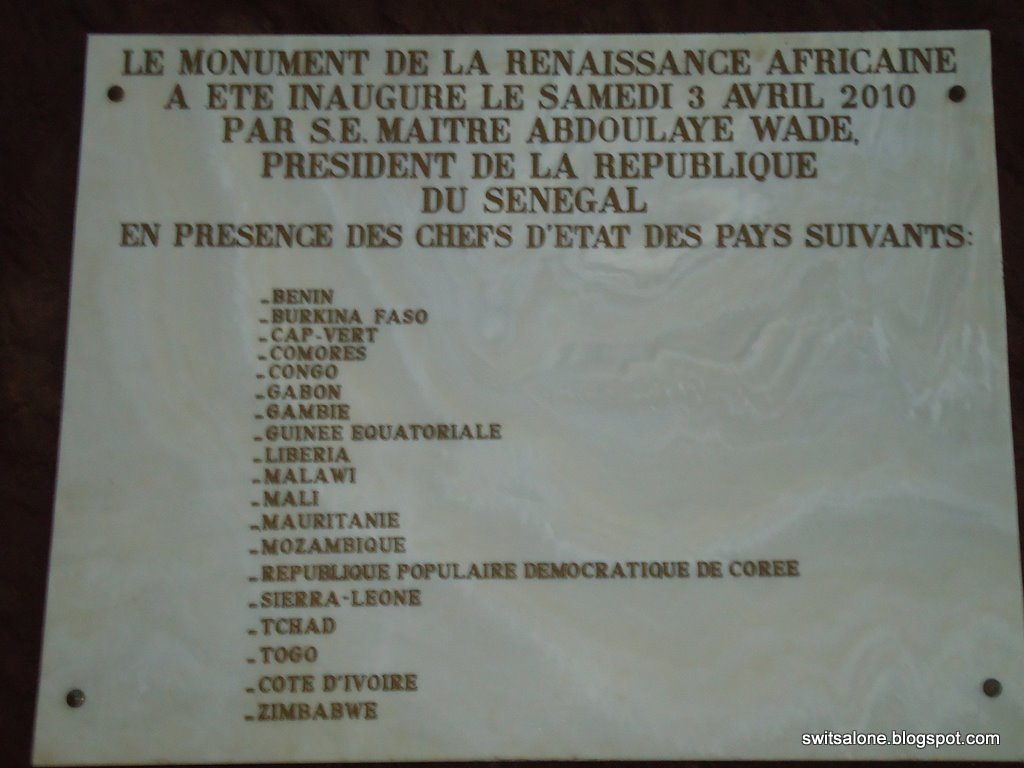 LE MONUMENT DE LA RENAISSANCE AFRICAINE
A ETE INAUGURE LE SAMEDI 3 AVRIL 2010
PAR S.E. MAITRE ABDOULAYE WADE,
PRESIDENT DE LA REPUBLIQUE
DU SENEGAL
EN PRESENCE DES CHEFS D'ETAT DES PAYS SUIVANTS:
-BENIN
-BURKINA FASO
-CAP-VERT
-COMORES
-CONGO
-GABON
-GAMBIE
-GUINEE EQUATORIALE
-LIBERIA
-MALAWI
-MALI
-MAURITANIE
-MOZAMBIQUE
-REPUBLIQUE POPULAIRE DEMOCRATIQUE DE COREE
-SIERRA-LEONE
-TCHAD
-TOGO
-COTE D'IVOIRE
-ZIMBABWE
switsalone.blogspot.com